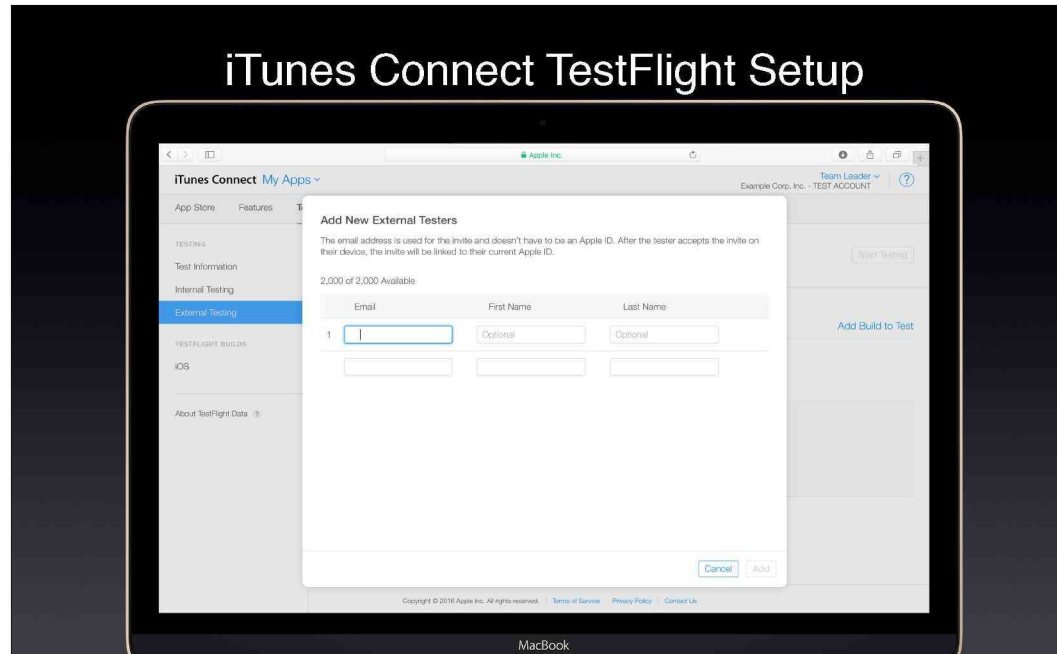 iTunes Connect TestFlight Setup
Apple Inc.
iTunes Connect My Apps
Team Leader
Example Corp, Inc. - TEST ACCOUNT
?
App Store Features
Add New External Testers
The email address is used for the invite and doesn't have to be an Apple ID. After the tester accepts the invite on
their device, the invite will be linked to their current Apple ID.
TESTING
Test Information
Internal Testing
External Testing
TESTFLIGHT BUILDS
iOS
About TestFlight Data ?
2,000 of 2,000 Available
Email First Name Last Name
1 Optional Optional
Start Testing
Add Build to Test
Cancel Add
Copyright © 2016 Apple Inc. All rights reserved. Terms of Service Privacy Policy Contact Us
MacBook